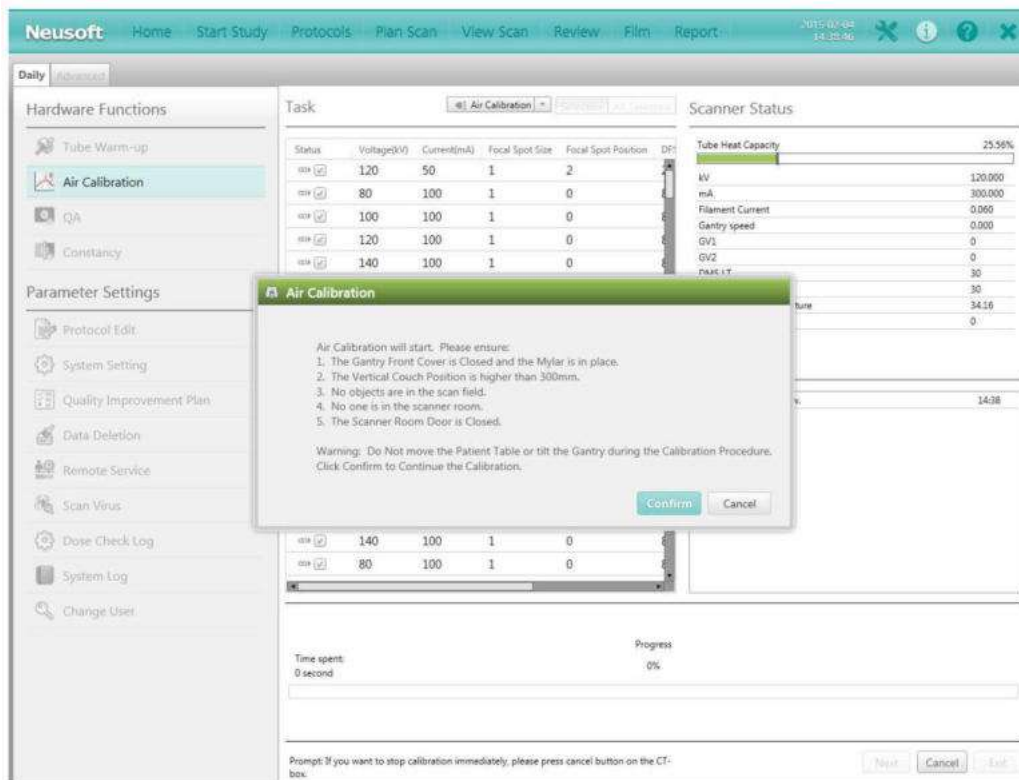 Neusoft Home Start Study Protocols Plan Scan View Scan Review Film Report 2015-02-04
14:38:46
Daily Advanced
Hardware Functions
Tube Warm-up
Air Calibration
QA
Constancy
Parameter Settings
Protocol Edit
System Setting
Quality Improvement Plan
Data Deletion
Remote Service
Scan Virus
Dose Check Log
System Log
Change User
Task Air Calibration
Status Voltage(kV) Current(mA) Focal Spot Size Focal Spot Position
120 50 1 2
80 100 1 0
100 100 1 0
120 100 1 0
140 100 1 0
140 100 1 0
80 100 1 0
Scanner Status
Tube Heat Capacity 25.56%
kV 120.000
mA 300.000
Filament Current 0.060
Gantry speed 0.000
GV1 0
GV2 0
DMS LT 30
30
ture 34.16
0
14:38
Air Calibration
Air Calibration will start. Please ensure:
1. The Gantry Front Cover is Closed and the Mylar is in place.
2. The Vertical Couch Position is higher than 300mm.
3. No objects are in the scan field.
4. No one is in the scanner room.
5. The Scanner Room Door is Closed.
Warning: Do Not move the Patient Table or tilt the Gantry during the Calibration Procedure.
Click Confirm to Continue the Calibration.
Confirm Cancel
Progress
Time spent:
0 second
0%
Prompt: If you want to stop calibration immediately, please press cancel button on the CT-
box.
Next Cancel Exit